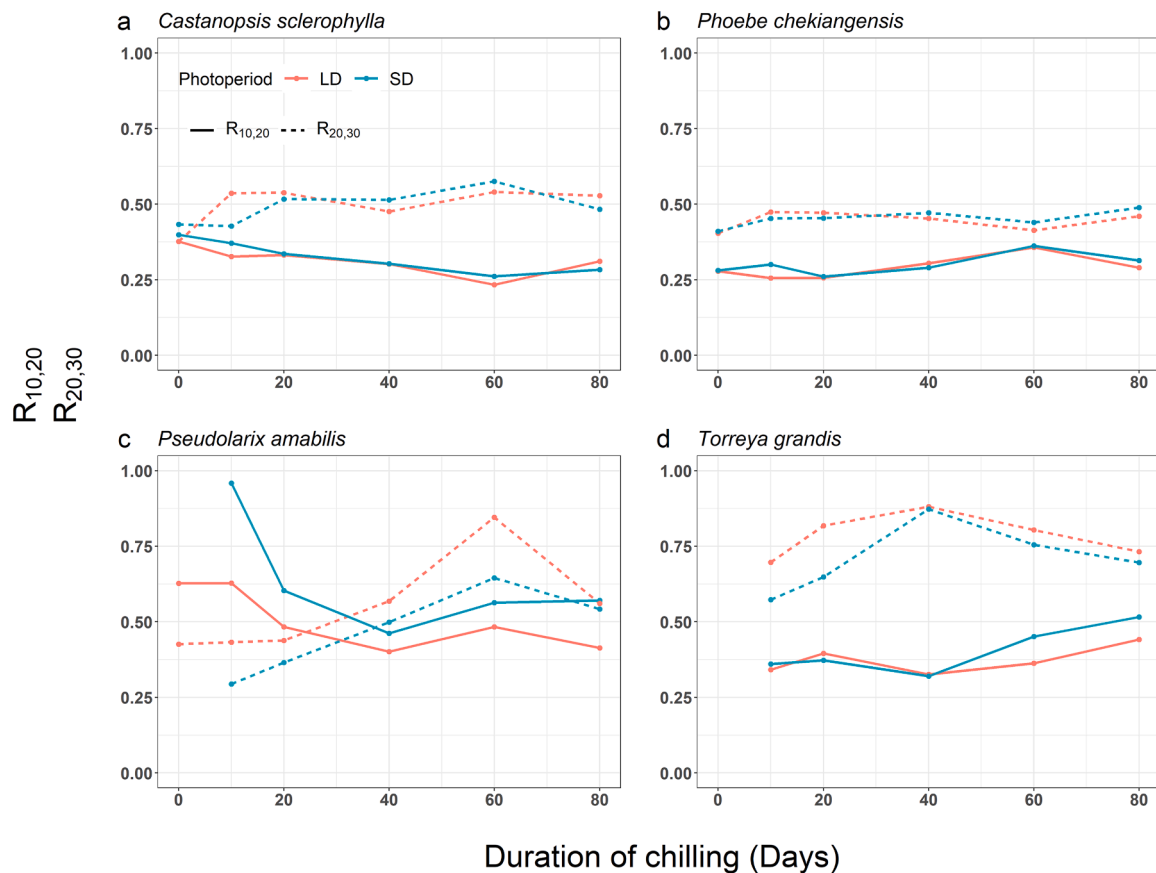 a Castanopsis sclerophylla
1.00
Photoperiod LD SD
0.75
R10,20 R20,30
0.50
0.25
0.00
0 20 40 60 80
b Phoebe chekiangensis
1.00
0.75
0.50
0.25
0.00
0 20 40 60 80
R10,20
R20,30
c Pseudolarix amabilis
1.00
0.75
0.50
0.25
0.00
0 20 40 60 80
d Torreya grandis
1.00
0.75
0.50
0.25
0.00
0 20 40 60 80
Duration of chilling (Days)